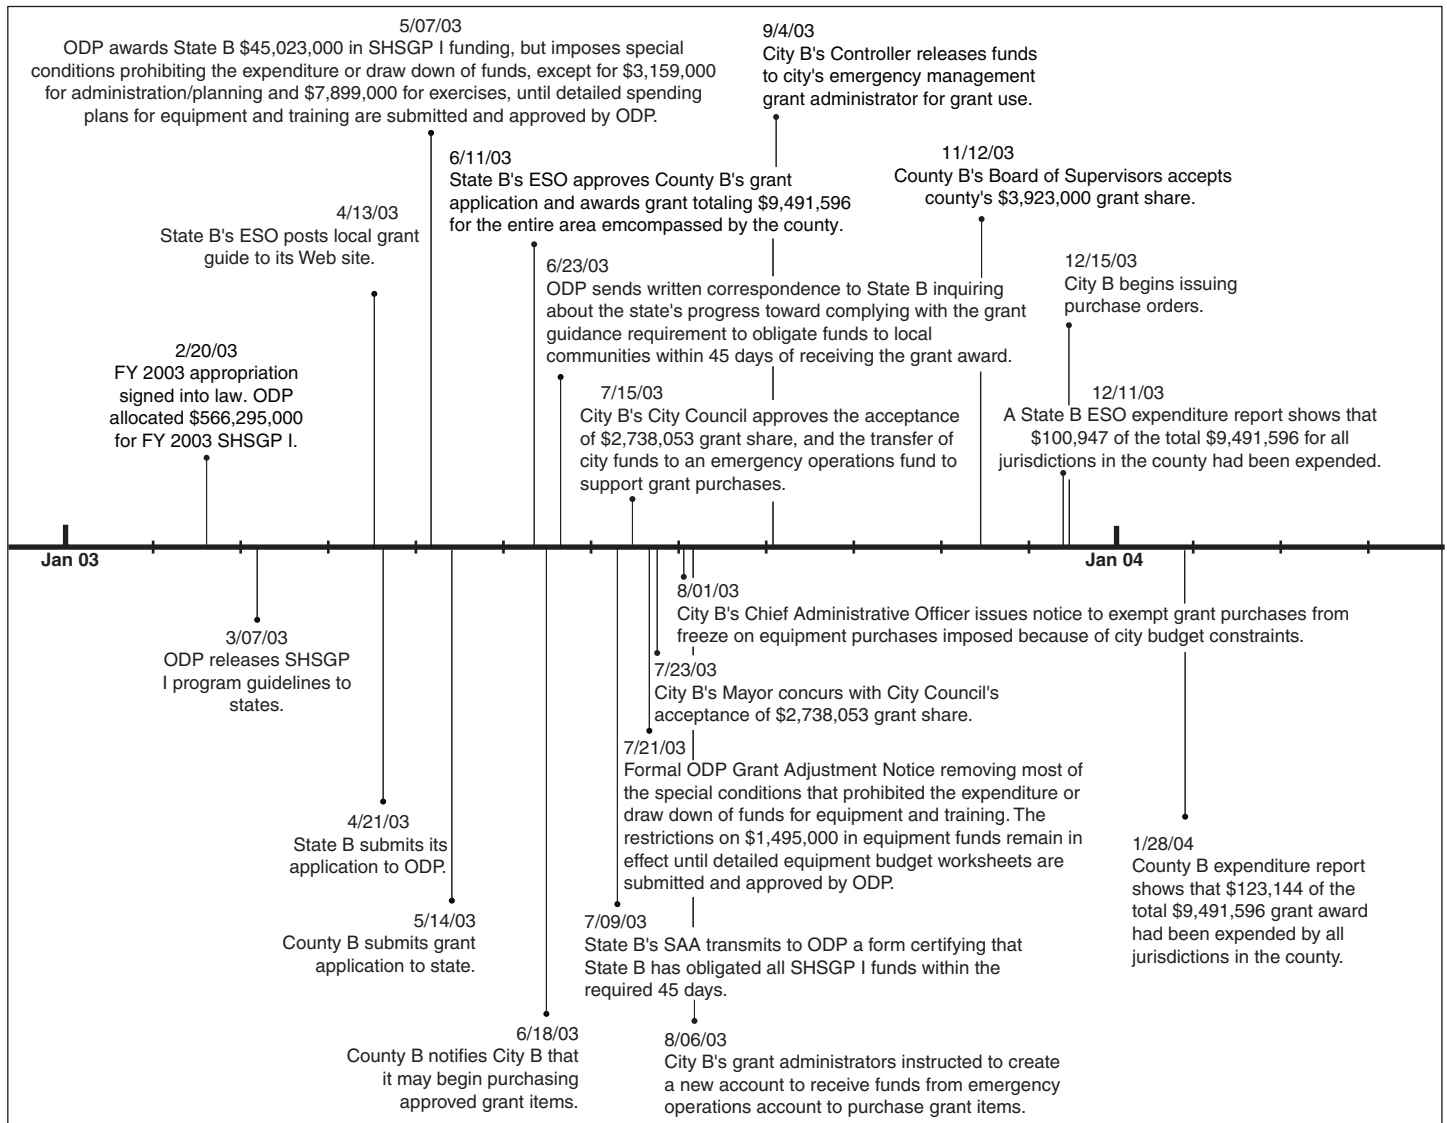 5/07/03
ODP awards State B $45,023,000 in SHSGP I funding, but imposes special
conditions prohibiting the expenditure or draw down of funds, except for $3,159,000
for administration/planning and $7,899,000 for exercises, until detailed spending
plans for equipment and training are submitted and approved by ODP.
9/4/03
City B's Controller releases funds
to city's emergency management
grant administrator for grant use.
6/11/03
State B's ESO approves County B's grant
application and awards grant totaling $9,491,596
for the entire area emcompassed by the county.
11/12/03
County B's Board of Supervisors accepts
county's $3,923,000 grant share.
4/13/03
State B's ESO posts local grant
guide to its Web site.
6/23/03
ODP sends written correspondence to State B inquiring
about the state's progress toward complying with the grant
guidance requirement to obligate funds to local
communities within 45 days of receiving the grant award.
12/15/03
City B begins issuing
purchase orders.
2/20/03
FY 2003 appropriation
signed into law. ODP
allocated $566,295,000
for FY 2003 SHSGP I.
7/15/03
City B's City Council approves the acceptance
of $2,738,053 grant share, and the transfer of
city funds to an emergency operations fund to
support grant purchases.
12/11/03
A State B ESO expenditure report shows that
$100,947 of the total $9,491,596 for all
jurisdictions in the county had been expended.
Jan 03
Jan 04
8/01/03
City B's Chief Administrative Officer issues notice to exempt grant purchases from
freeze on equipment purchases imposed because of city budget constraints.
3/07/03
ODP releases SHSGP
I program guidelines to
states.
7/23/03
City B's Mayor concurs with City Council's
acceptance of $2,738,053 grant share.
7/21/03
Formal ODP Grant Adjustment Notice removing most of
the special conditions that prohibited the expenditure or
draw down of funds for equipment and training. The
restrictions on $1,495,000 in equipment funds remain in
effect until detailed equipment budget worksheets are
submitted and approved by ODP.
4/21/03
State B submits its
application to ODP.
1/28/04
County B expenditure report
shows that $123,144 of the
total $9,491,596 grant award
had been expended by all
jurisdictions in the county.
5/14/03
County B submits grant
application to state.
7/09/03
State B's SAA transmits to ODP a form certifying that
State B has obligated all SHSGP I funds within the
required 45 days.
6/18/03
County B notifies City B that
it may begin purchasing
approved grant items.
8/06/03
City B's grant administrators instructed to create
a new account to receive funds from emergency
operations account to purchase grant items.